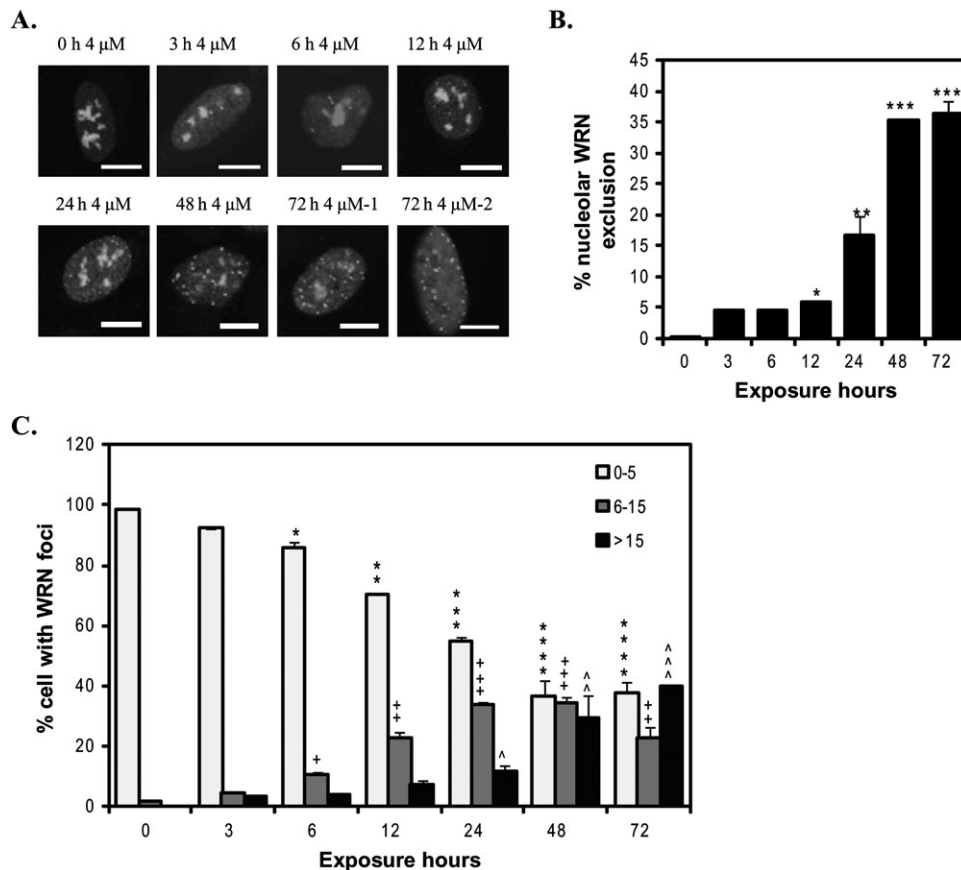 A.
0 h 4 µM 3 h 4 µM 6 h 4 µM 12 h 4 µM
24 h 4 µM 48 h 4 µM 72 h 4 µM-1 72 h 4 µM-2
B.
% nucleolar WRN
exclusion
45
40
35
30
25
20
15
10
5
0
* ** *** ***
0 3 6 12 24 48 72
Exposure hours
C.
% cell with WRN foci
120
100
80
60
40
20
0
0-5
6-15
>15
* + ** ++ *** +++ ^ **** +++ ^^ **** ++ ^^^
0 3 6 12 24 48 72
Exposure hours